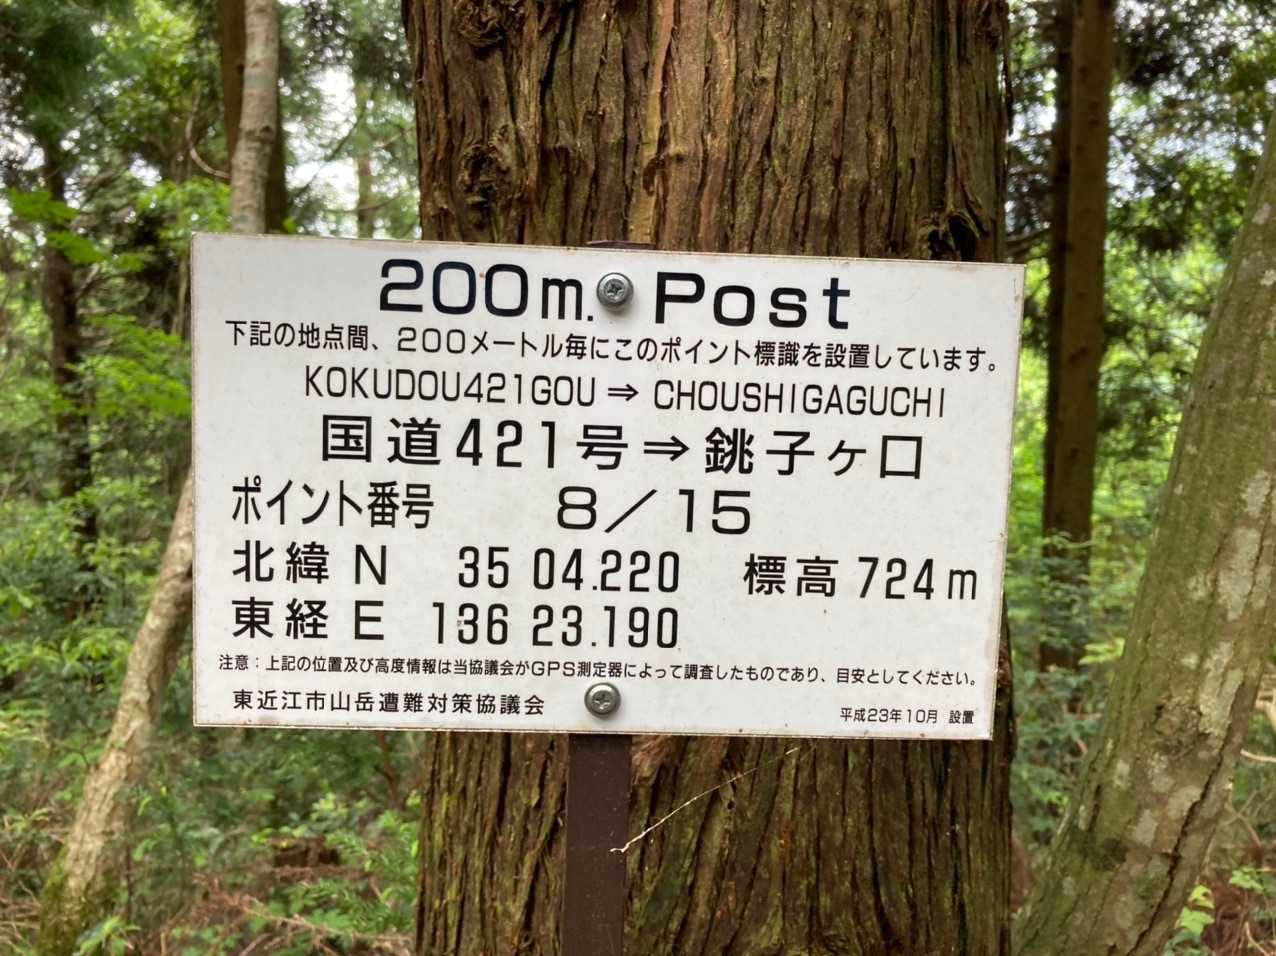 200m. Post
下記の地点間、200メートル毎にこのポイント標識を設置しています。
KOKUDOU421GOU⇒CHOUSHIGAGUCHI
国道421号⇒銚子ヶ口
ポイント番号 8/15
北緯 N 35 04.220 標高 724m
東経 E 136 23.190
注意：上記の位置及び高度情報は当協議会がGPS測定器によって調査したものであり、目安としてください。
東近江市山岳遭難対策協議会 平成23年10月 設置